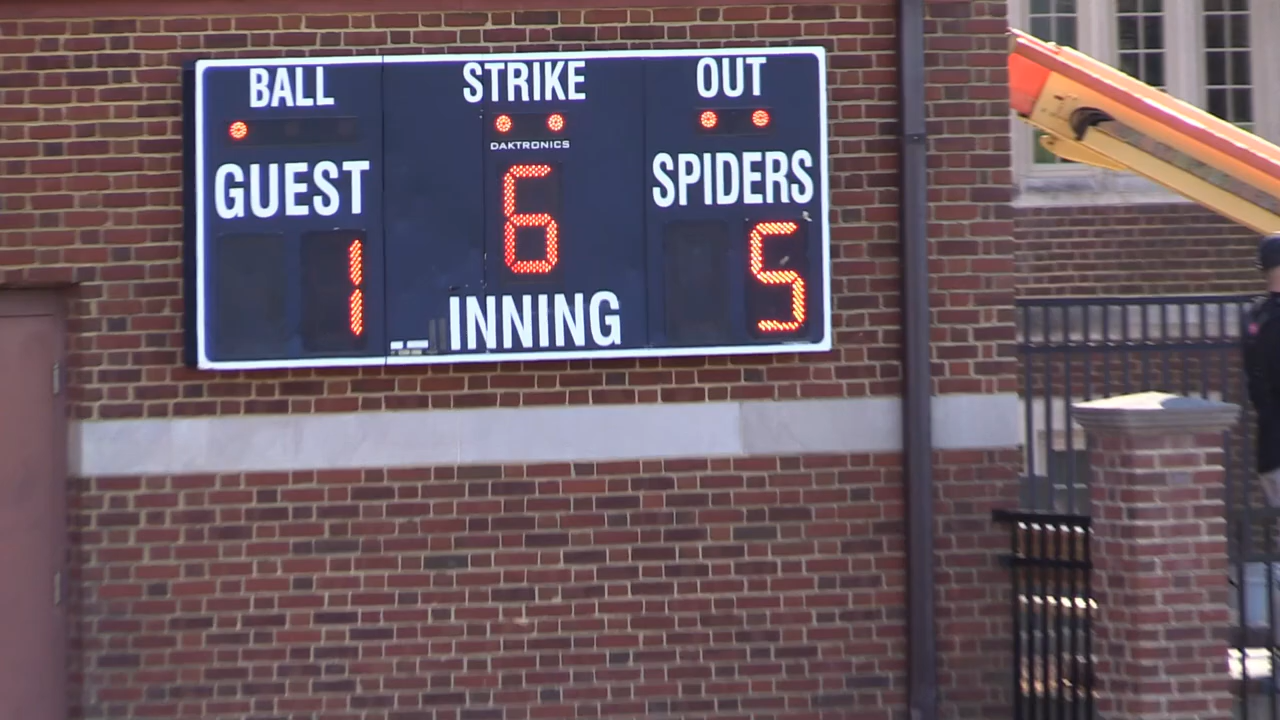 BALL STRIKE OUT
DAKTRONICS
GUEST 6 SPIDERS
1 5
INNING